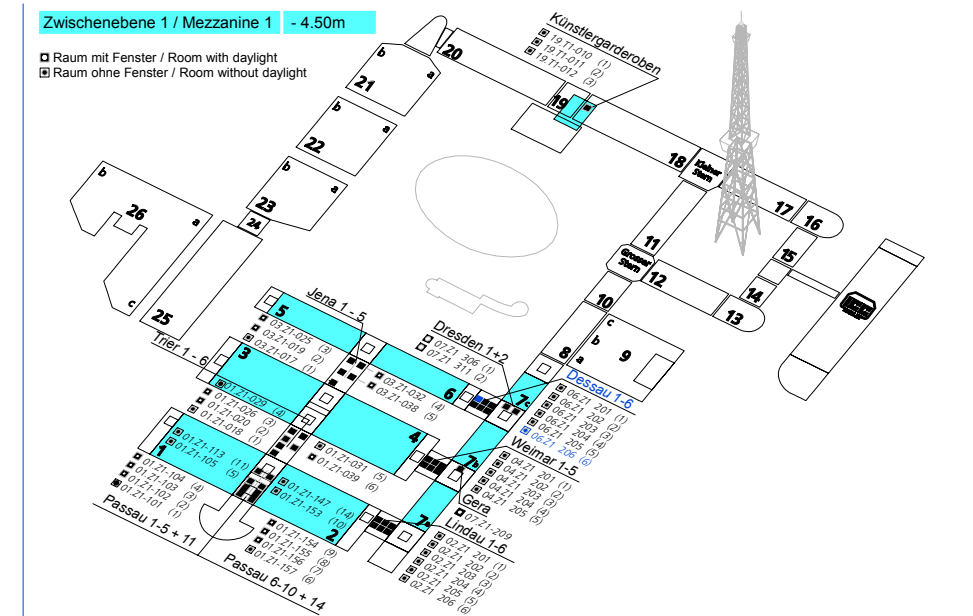 Zwischenebene 1 / Mezzanine 1 - 4.50m
Raum mit Fenster / Room with daylight
Raum ohne Fenster / Room without daylight
Künstlergarderoben
19 T1-010 (1)
19 T1-011 (2)
19 T1-012 (3)
20
b
21
a
19
b
22
a
18
Kleiner
Stern
17
16
b
23
a
24
b
26
a
c
25
11
Grosser
Stern
12
15
14
13
10
c
b
9
a
8
Jena 1 - 5
5
03.Z1-025 (3)
03.Z1-019 (2)
03.Z1-017 (1)
03.Z1-032 (4)
03.Z1-038 (5)
6
Dresden 1+2
07.Z1 306 (1)
07.Z1 311 (2)
7c
Dessau 1-6
06.Z1 201 (1)
06.Z1 202 (2)
06.Z1 203 (3)
06.Z1 204 (4)
06.Z1 205 (5)
06.Z1 206 (6)
Trier 1 - 6
3
01.Z1-029 (4)
01.Z1-026 (3)
01.Z1-020 (2)
01.Z1-018 (1)
4
01.Z1-031 (5)
01.Z1-039 (6)
7b
Weimar 1-5
04.Z1 201 (1)
04.Z1 202 (2)
04.Z1 203 (3)
04.Z1 204 (4)
04.Z1 205 (5)
Gera
07.Z1-209
1
01.Z1-113 (11)
01.Z1-105 (5)
01.Z1-104 (4)
01.Z1-103 (3)
01.Z1-102 (2)
01.Z1-101 (1)
Passau 1-5 + 11
01.Z1-147 (14)
01.Z1-153 (10)
2
01.Z1-154 (9)
01.Z1-155 (8)
01.Z1-156 (7)
01.Z1-157 (6)
Passau 6-10 + 14
7a
Lindau 1-6
02.Z1 201 (1)
02.Z1 202 (2)
02.Z1 203 (3)
02.Z1 204 (4)
02.Z1 205 (5)
02.Z1 206 (6)